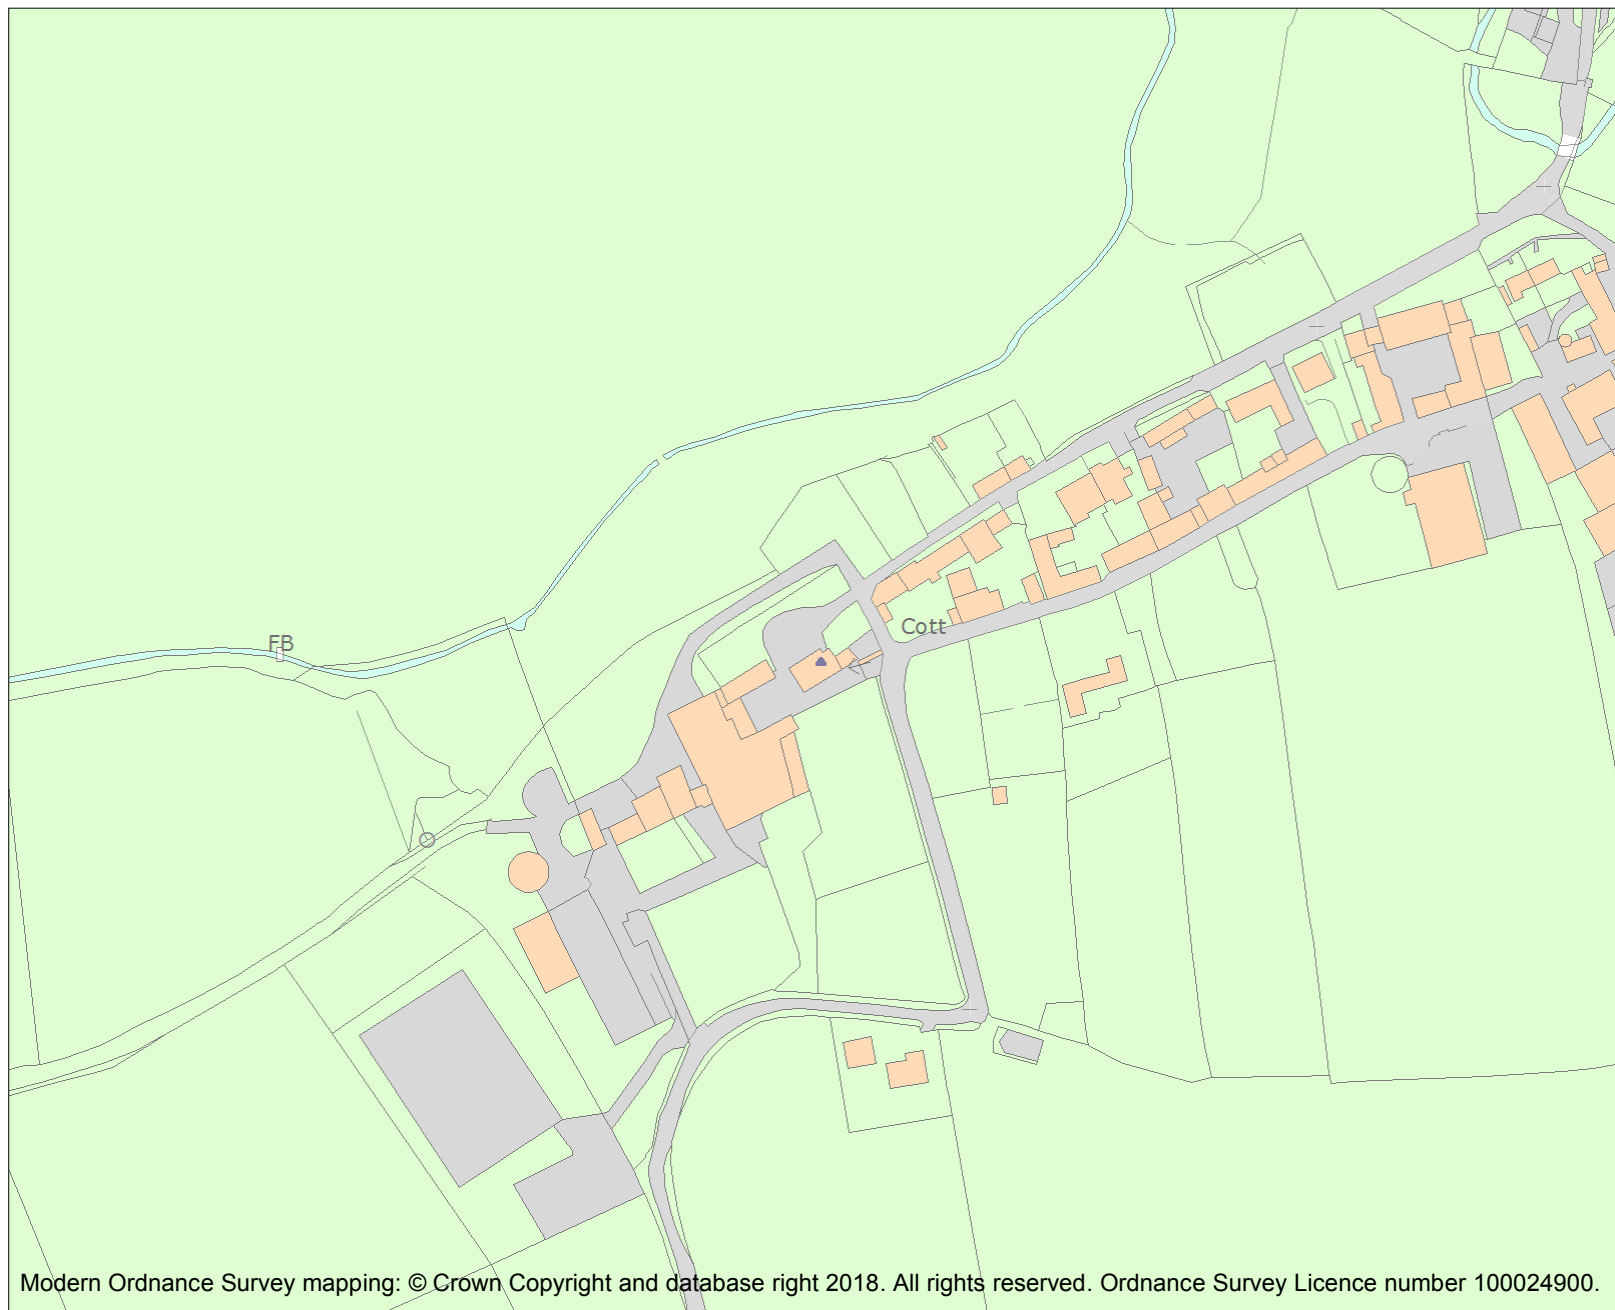 FB
Cott
Modern Ordnance Survey mapping: © Crown Copyright and database right 2018. All rights reserved. Ordnance Survey Licence number 100024900.